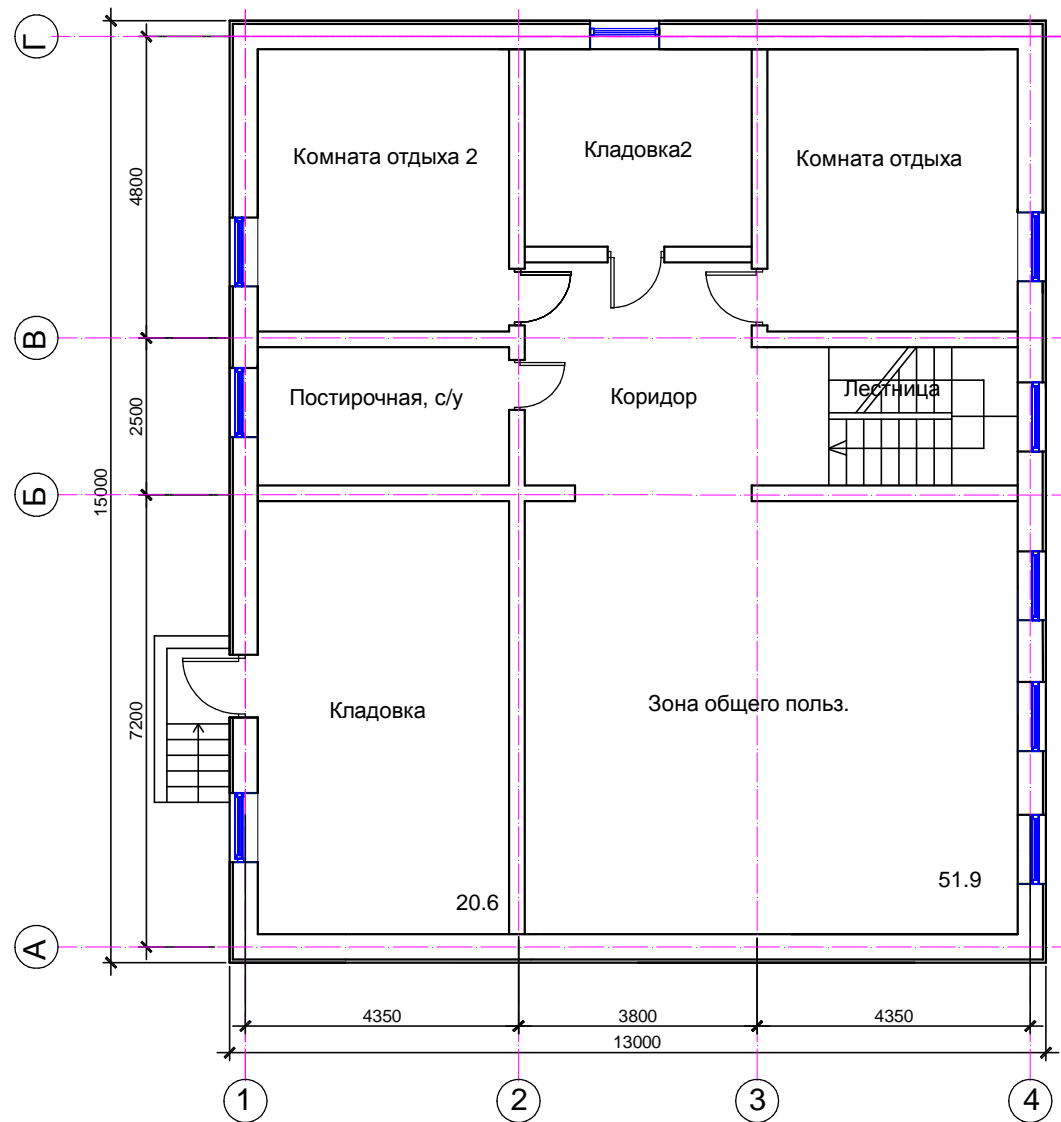 Г
Комната отдыха 2
Кладовка2
Комната отдыха
4800
В
Постирочная, с/у
Коридор
Лестница
2500
15000
Б
Кладовка
Зона общего польз.
7200
20.6
51.9
А
4350
3800
4350
13000
1
2
3
4